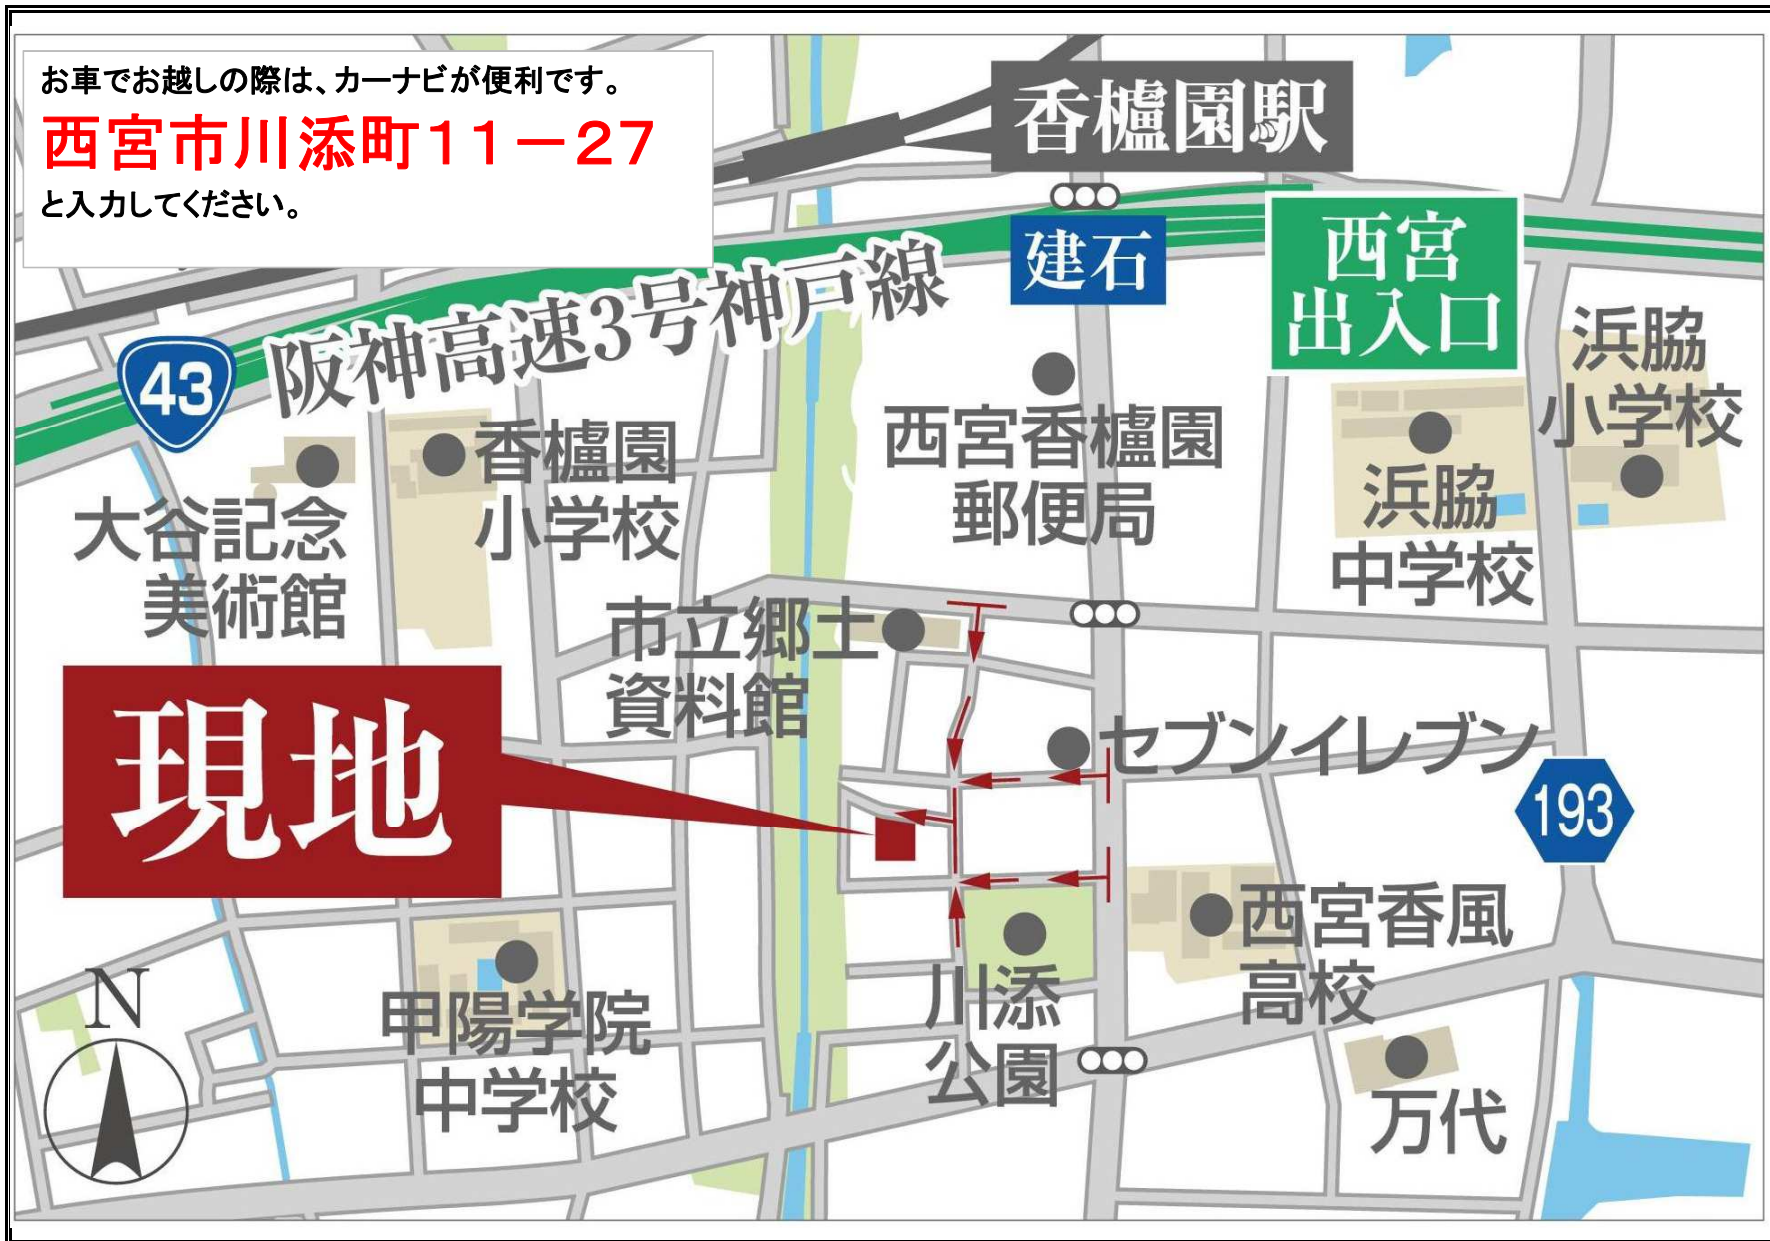 お車でお越しの際は、カーナビが便利です。
西宮市川添町11－27
と入力してください。
香櫨園駅
建石
西宮
出入口
阪神高速3号神戸線
43
浜脇
小学校
香櫨園
小学校
西宮香櫨園
郵便局
浜脇
中学校
大谷記念
美術館
市立郷土
資料館
現地
セブンイレブン
193
西宮香風
高校
川添
公園
N
甲陽学院
中学校
万代